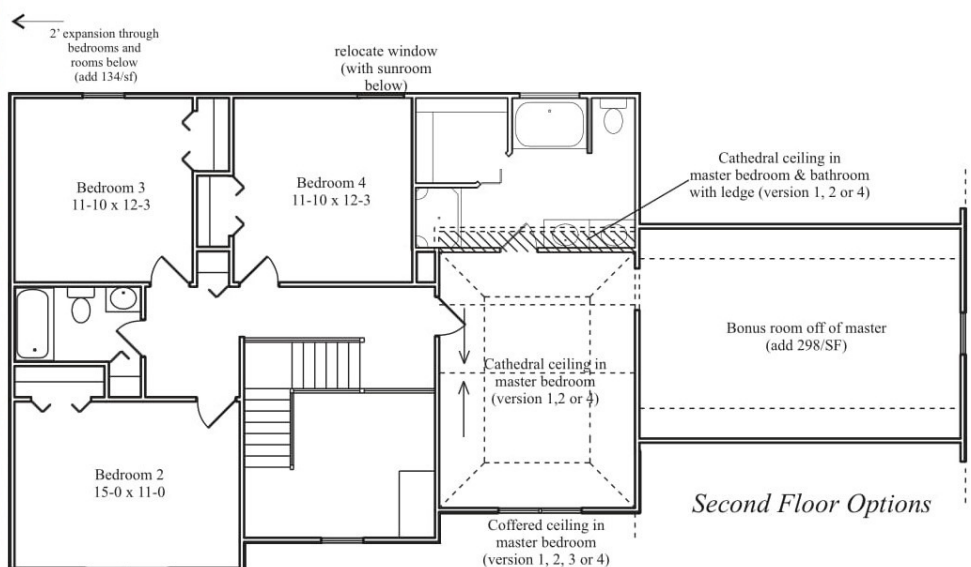 2' expansion through
bedrooms and
rooms below
(add 134/sf)
relocate window
(with sunroom
below)
Cathedral ceiling in
master bedroom & bathroom
with ledge (version 1, 2 or 4)
Bedroom 3
11-10 x 12-3
Bedroom 4
11-10 x 12-3
Bonus room off of master
(add 298/SF)
Cathedral ceiling in
master bedroom
(version 1,2 or 4)
Bedroom 2
15-0 x 11-0
Second Floor Options
Coffered ceiling in
master bedroom
(version 1, 2, 3 or 4)